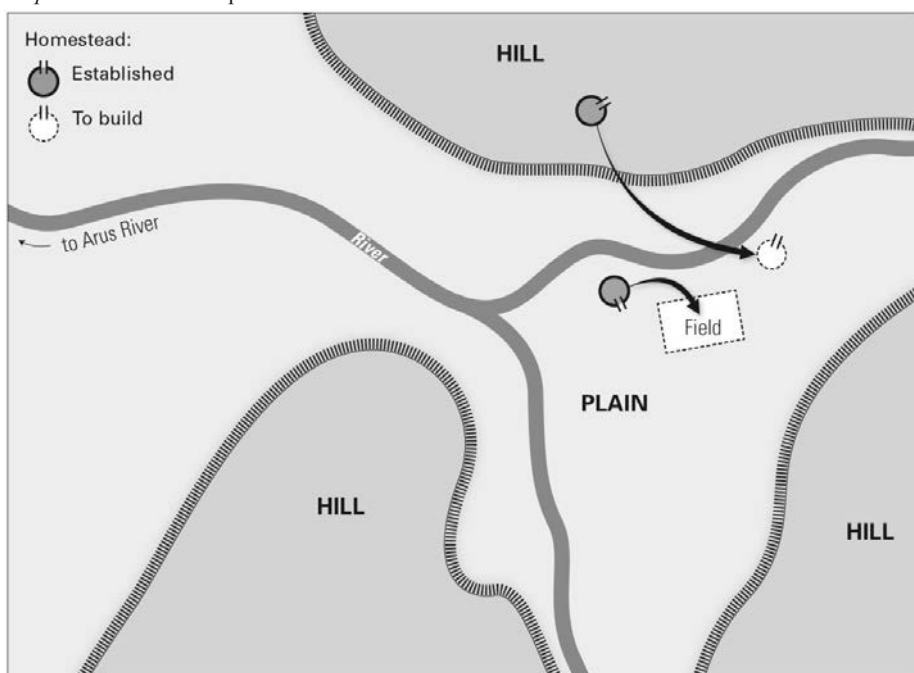 Homestead:
Established
To build
HILL
to Arus River
River
Field
PLAIN
HILL
HILL